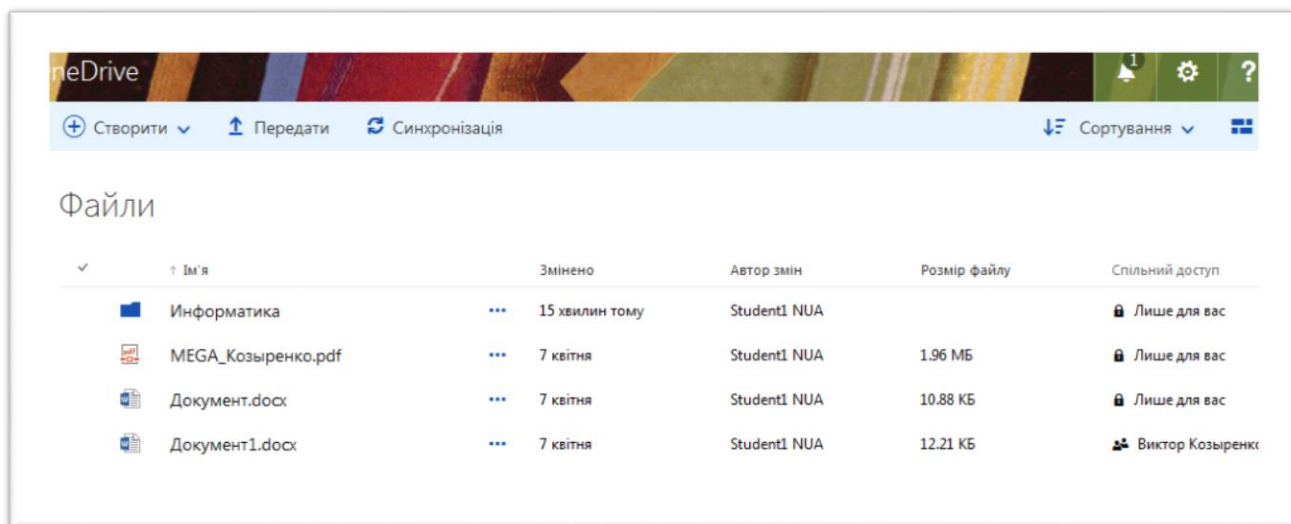 neDrive
1
?
Створити
Передати
Синхронізація
Сортування
Файли
Ім'я Змінено Автор змін Розмір файлу Спільний доступ
Информатика 15 хвилин тому Student1 NUA Лише для вас
MEGA_Козыренко.pdf 7 квітня Student1 NUA 1.96 МБ Лише для вас
Документ.docx 7 квітня Student1 NUA 10.88 КБ Лише для вас
Документ1.docx 7 квітня Student1 NUA 12.21 КБ Виктор Козыренко